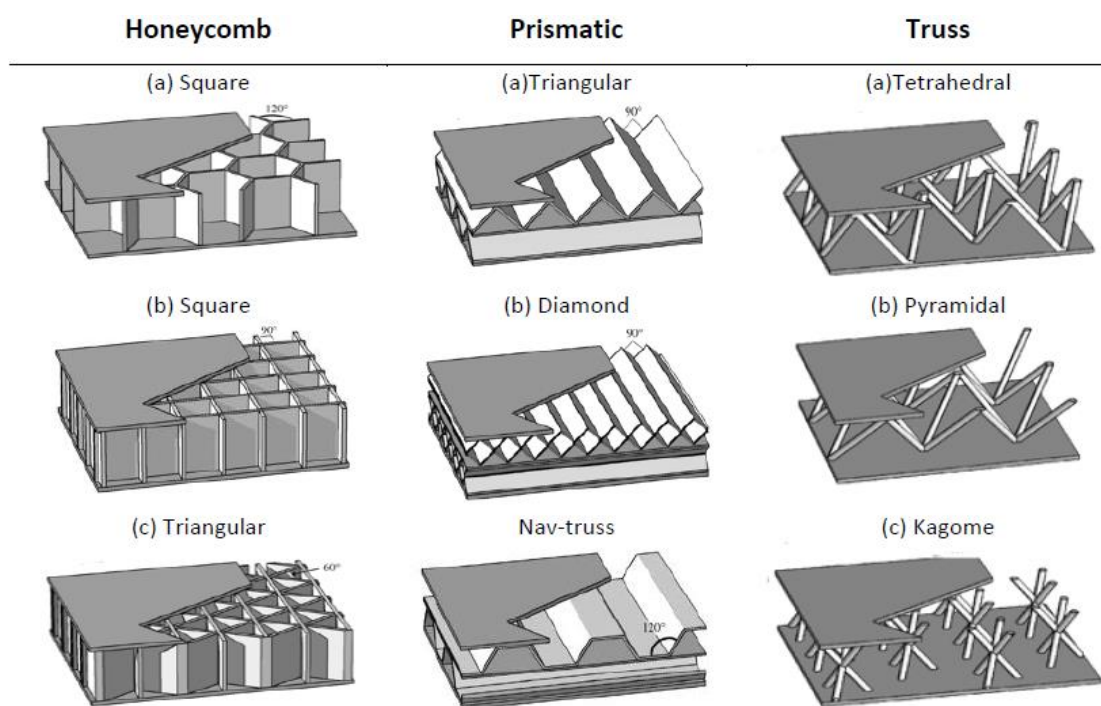 Honeycomb Prismatic Truss
(a) Square (a)Triangular (a)Tetrahedral
120° 90°
(b) Square (b) Diamond (b) Pyramidal
90° 90°
(c) Triangular Nav-truss (c) Kagome
60° 120°